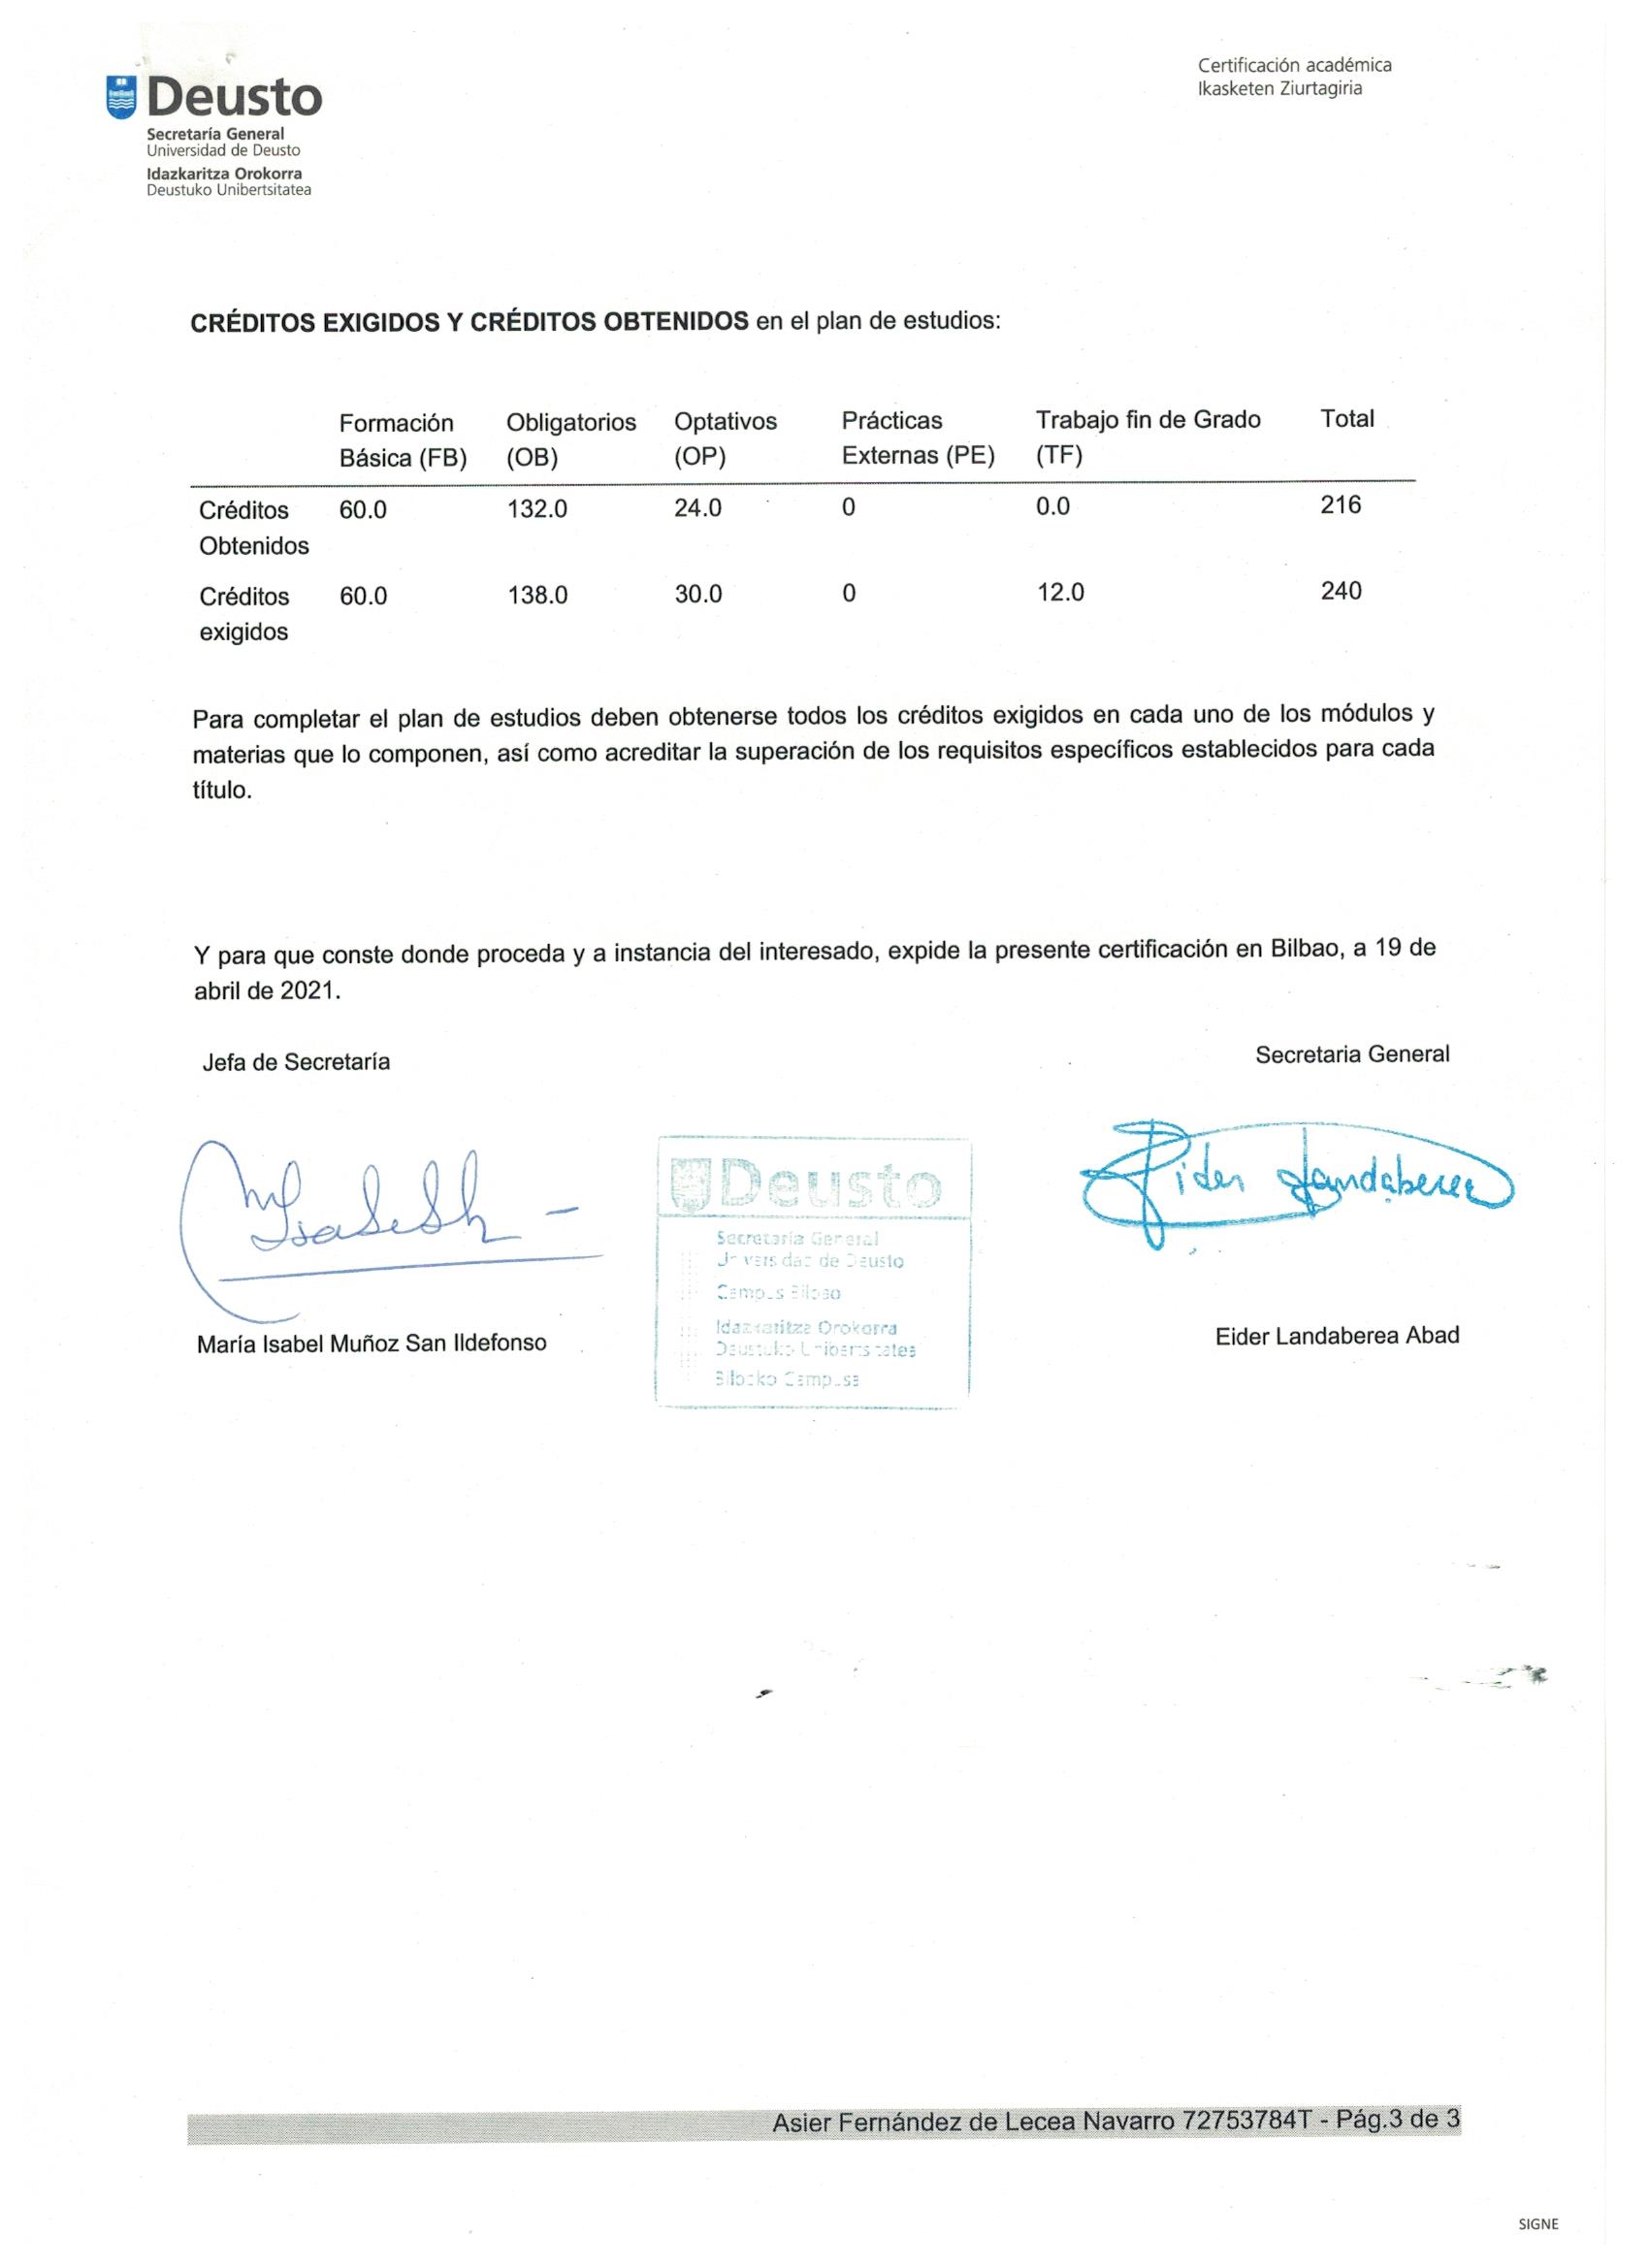 Deusto
Secretaría General
Universidad de Deusto
Idazkaritza Orokorra
Deustuko Unibertsitatea
Certificación académica
Ikasketen Ziurtagiria
CRÉDITOS EXIGIDOS Y CRÉDITOS OBTENIDOS en el plan de estudios:
Formación Obligatorios Optativos Prácticas Trabajo fin de Grado Total
Básica (FB) (OB) (OP) Externas (PE) (TF)
Créditos 60.0 132.0 24.0 0 0.0 216
Obtenidos
Créditos 60.0 138.0 30.0 0 12.0 240
exigidos
Para completar el plan de estudios deben obtenerse todos los créditos exigidos en cada uno de los módulos y
materias que lo componen, así como acreditar la superación de los requisitos específicos establecidos para cada
título.
Y para que conste donde proceda y a instancia del interesado, expide la presente certificación en Bilbao, a 19 de
abril de 2021.
Jefa de Secretaría Secretaria General
Eider Landaberea
Deusto
Secretaría General
Universidad de Deusto
Campus Bilbao
Idazkaritza Orokorra
Deustuko Unibertsitatea
Bilboko Campusa
María Isabel Muñoz San Ildefonso Eider Landaberea Abad
Asier Fernández de Lecea Navarro 72753784T - Pág.3 de 3
SIGNE